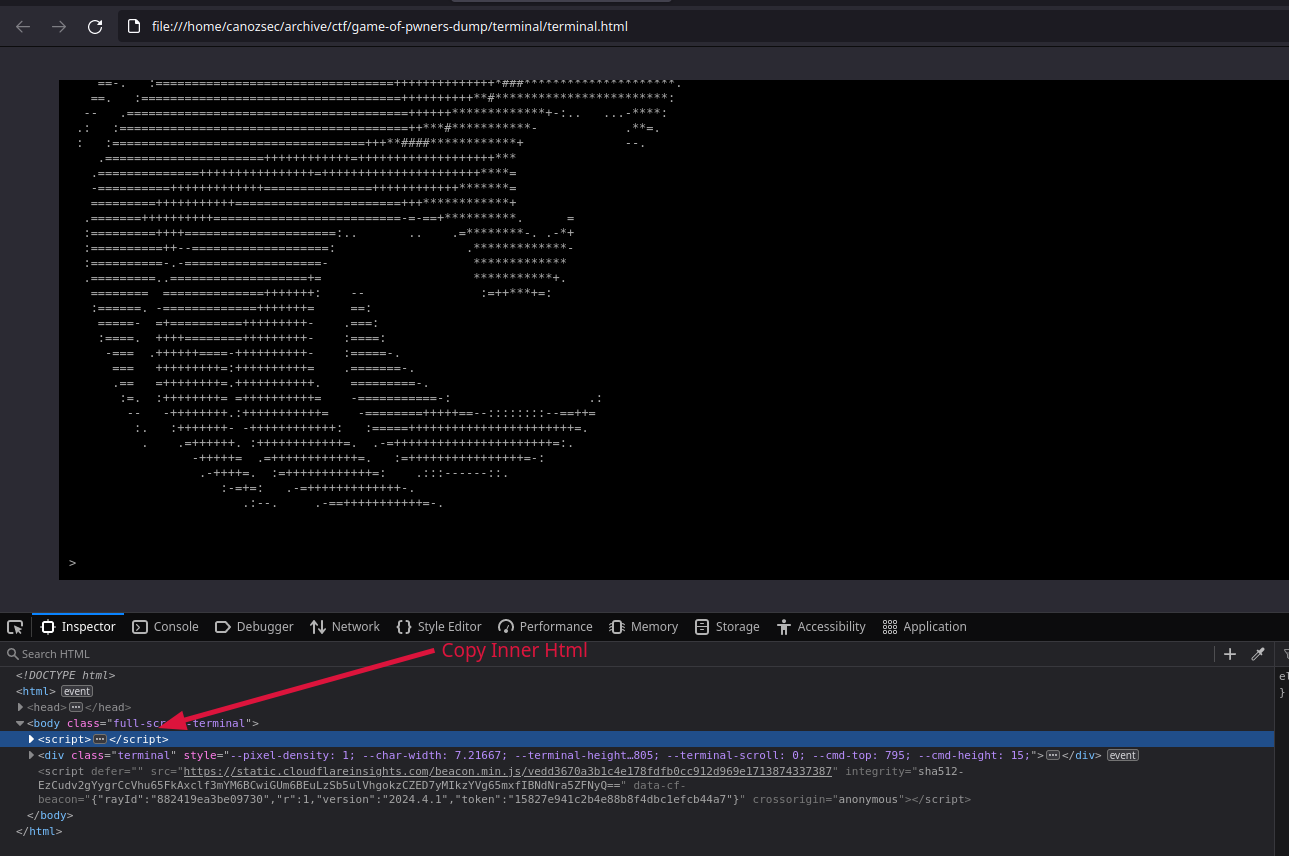 file:///home/canozsec/archive/ctf/game-of-pwners-dump/terminal/terminal.html
>
Inspector Console Debugger Network Style Editor Performance Memory Storage Accessibility Application
Copy Inner Html
Search HTML
<!DOCTYPE html>
<html> event
<head> </head>
<body class="full-sc -terminal">
<script> </script>
<div class="terminal" style="--pixel-density: 1; --char-width: 7.21667; --terminal-height…805; --terminal-scroll: 0; --cmd-top: 795; --cmd-height: 15;"> </div> event
<script defer="" src="https://static.cloudflareinsights.com/beacon.min.js/vedd3670a3b1c4e178fdfb0cc912d969e1713874337387" integrity="sha512-
EzCudv2gYygrCcVhu65FkAxclf3mYM6BCwiGUm6BEuLzSb5ulVhgokzCZED7yMIkzYVg65mxfIBNdNra5ZFNyQ==" data-cf-
beacon="{"rayId":"882419ea3be09730","r":1,"version":"2024.4.1","token":"15827e941c2b4e88b8f4dbc1efcb44a7"}" crossorigin="anonymous"></script>
</body>
</html>
el
}